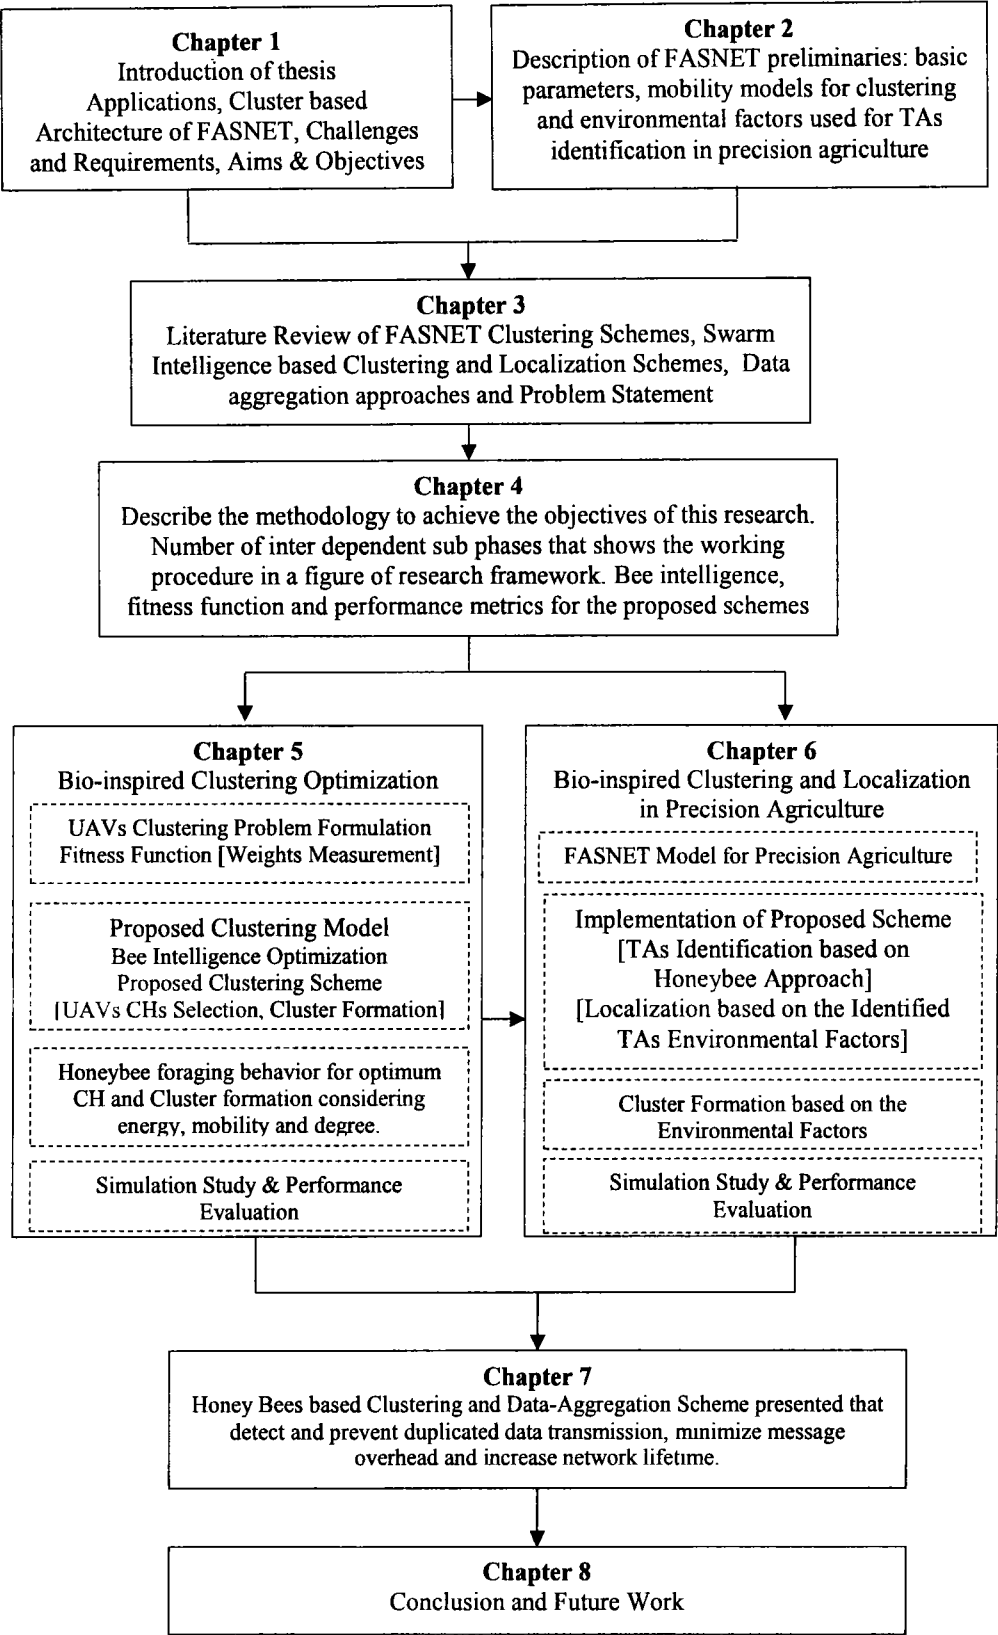 Chapter 1
Introduction of thesis
Applications, Cluster based
Architecture of FASNET, Challenges
and Requirements, Aims & Objectives
Chapter 2
Description of FASNET preliminaries: basic
parameters, mobility models for clustering
and environmental factors used for TAs
identification in precision agriculture
Chapter 3
Literature Review of FASNET Clustering Schemes, Swarm
Intelligence based Clustering and Localization Schemes, Data
aggregation approaches and Problem Statement
Chapter 4
Describe the methodology to achieve the objectives of this research.
Number of inter dependent sub phases that shows the working
procedure in a figure of research framework. Bee intelligence,
fitness function and performance metrics for the proposed schemes
Chapter 5
Bio-inspired Clustering Optimization
UAVs Clustering Problem Formulation
Fitness Function [Weights Measurement]
Proposed Clustering Model
Bee Intelligence Optimization
Proposed Clustering Scheme
[UAVs CHs Selection, Cluster Formation]
Honeybee foraging behavior for optimum
CH and Cluster formation considering
energy, mobility and degree.
Simulation Study & Performance
Evaluation
Chapter 6
Bio-inspired Clustering and Localization
in Precision Agriculture
FASNET Model for Precision Agriculture
Implementation of Proposed Scheme
[TAs Identification based on
Honeybee Approach]
[Localization based on the Identified
TAs Environmental Factors]
Cluster Formation based on the
Environmental Factors
Simulation Study & Performance
Evaluation
Chapter 7
Honey Bees based Clustering and Data-Aggregation Scheme presented that
detect and prevent duplicated data transmission, minimize message
overhead and increase network lifetime.
Chapter 8
Conclusion and Future Work